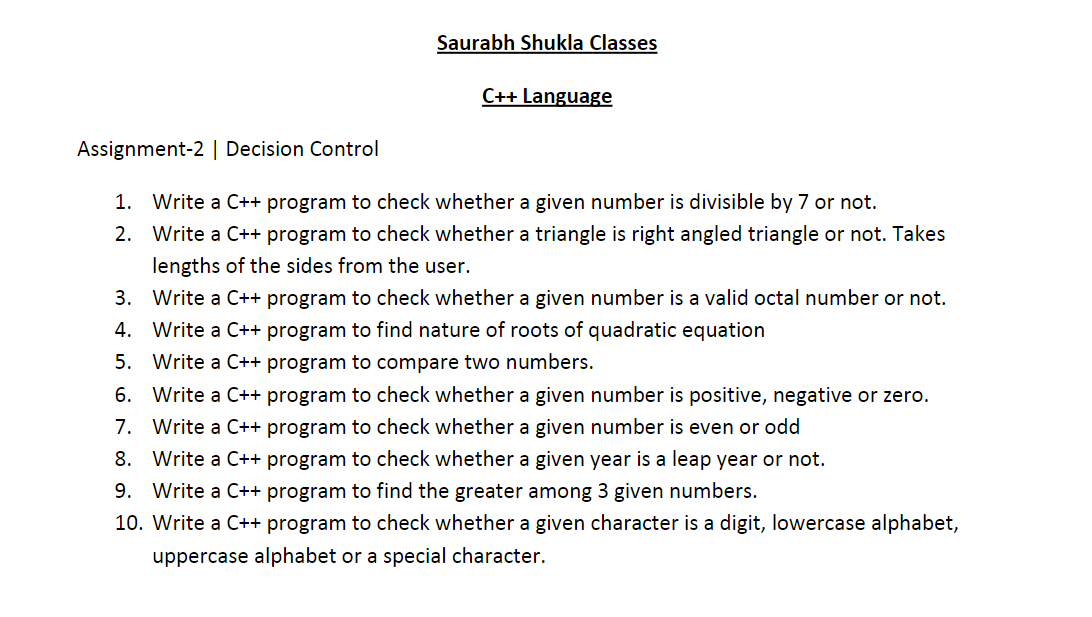 Saurabh Shukla Classes
C++ Language
Assignment-2 | Decision Control
1. Write a C++ program to check whether a given number is divisible by 7 or not.
2. Write a C++ program to check whether a triangle is right angled triangle or not. Takes
lengths of the sides from the user.
3. Write a C++ program to check whether a given number is a valid octal number or not.
4. Write a C++ program to find nature of roots of quadratic equation
5. Write a C++ program to compare two numbers.
6. Write a C++ program to check whether a given number is positive, negative or zero.
7. Write a C++ program to check whether a given number is even or odd
8. Write a C++ program to check whether a given year is a leap year or not.
9. Write a C++ program to find the greater among 3 given numbers.
10. Write a C++ program to check whether a given character is a digit, lowercase alphabet,
uppercase alphabet or a special character.